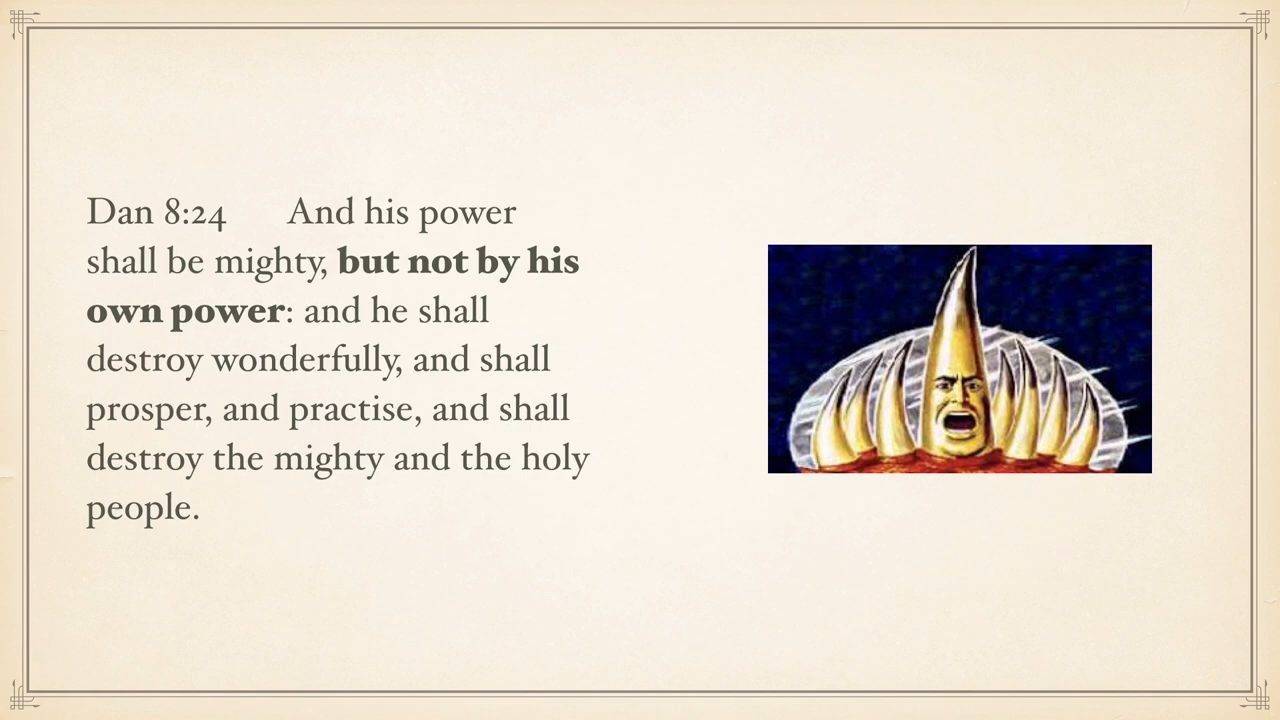 Dan 8:24 And his power
shall be mighty, but not by his
own power: and he shall
destroy wonderfully, and shall
prosper, and practise, and shall
destroy the mighty and the holy
people.